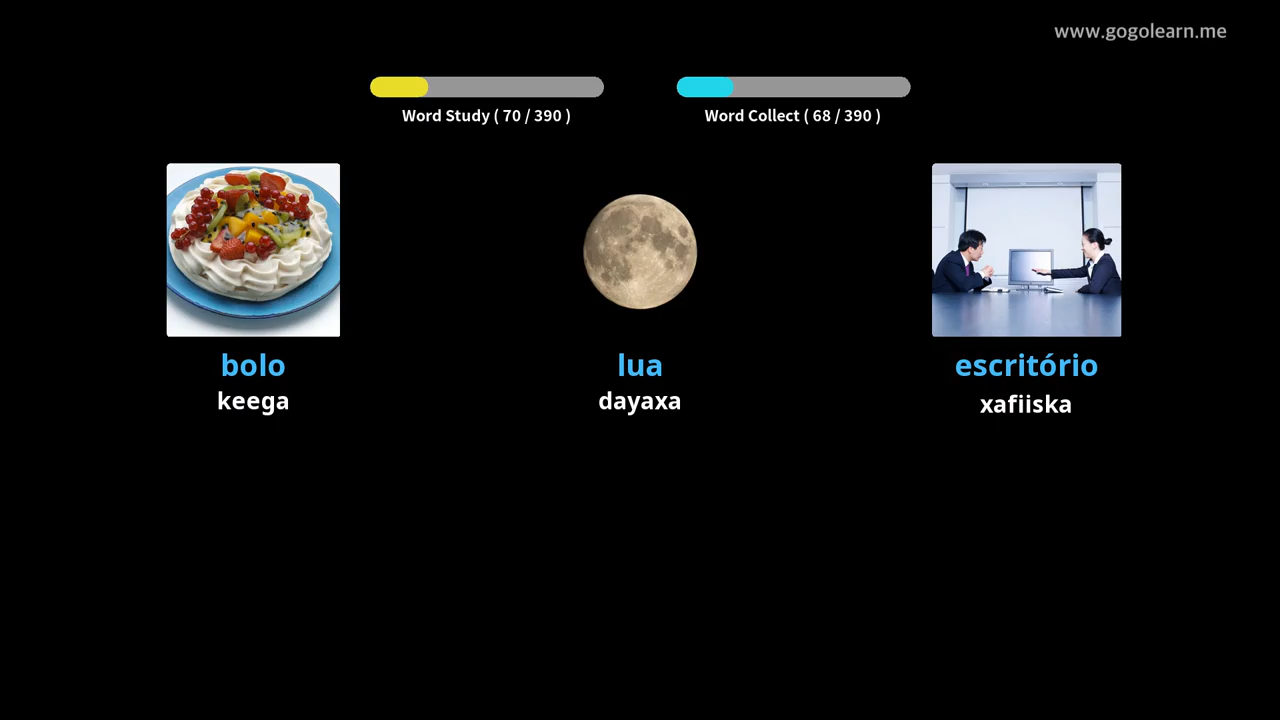 www.gogolearn.me
Word Study ( 70 / 390 )
Word Collect ( 68 / 390 )
bolo
keega
lua
dayaxa
escritório
xafiiska